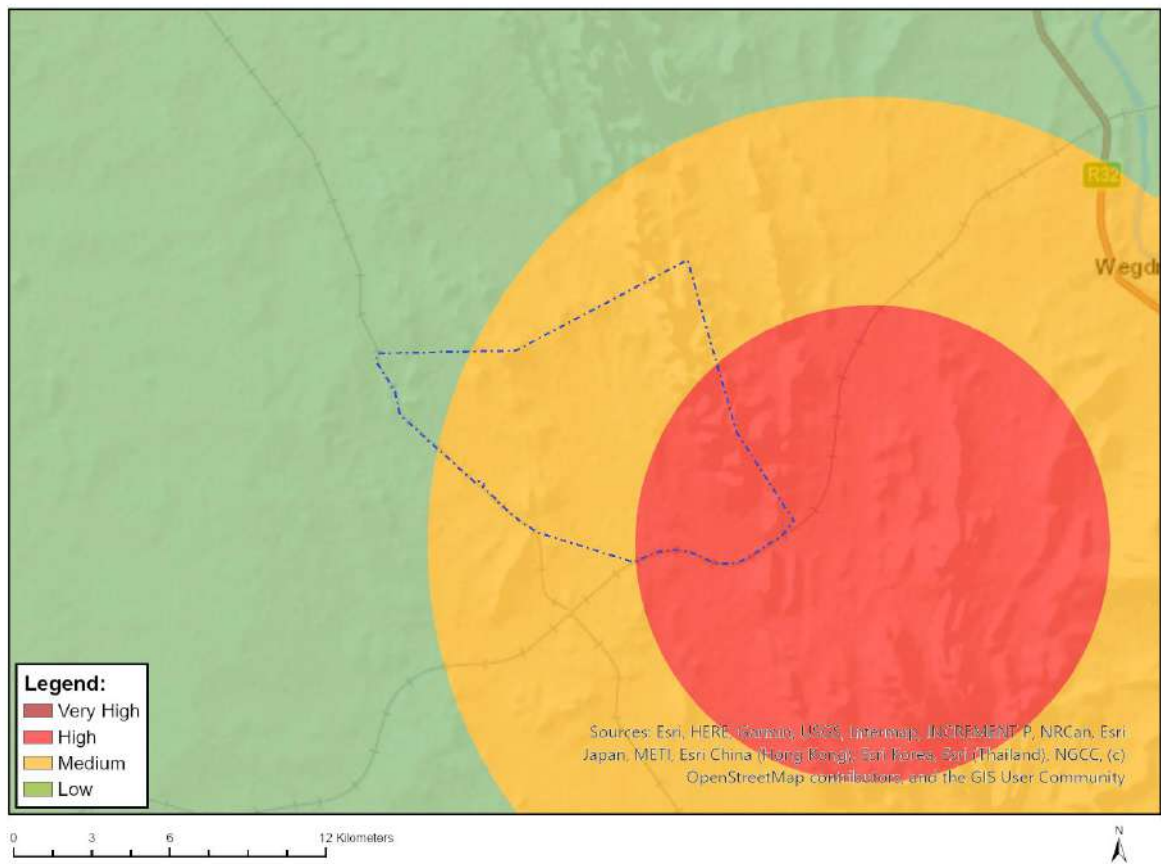 R32
Wegdr
Legend:
Very High
High
Medium
Low
Sources: Esri, HERE, Garmin, USGS, Intermap, INCREMENT P, NRCan, Esri
Japan, METI, Esri China (Hong Kong), Esri Korea, Esri (Thailand), NGCC, (c)
OpenStreetMap contributors, and the GIS User Community
0 3 6 12 Kilometers
N